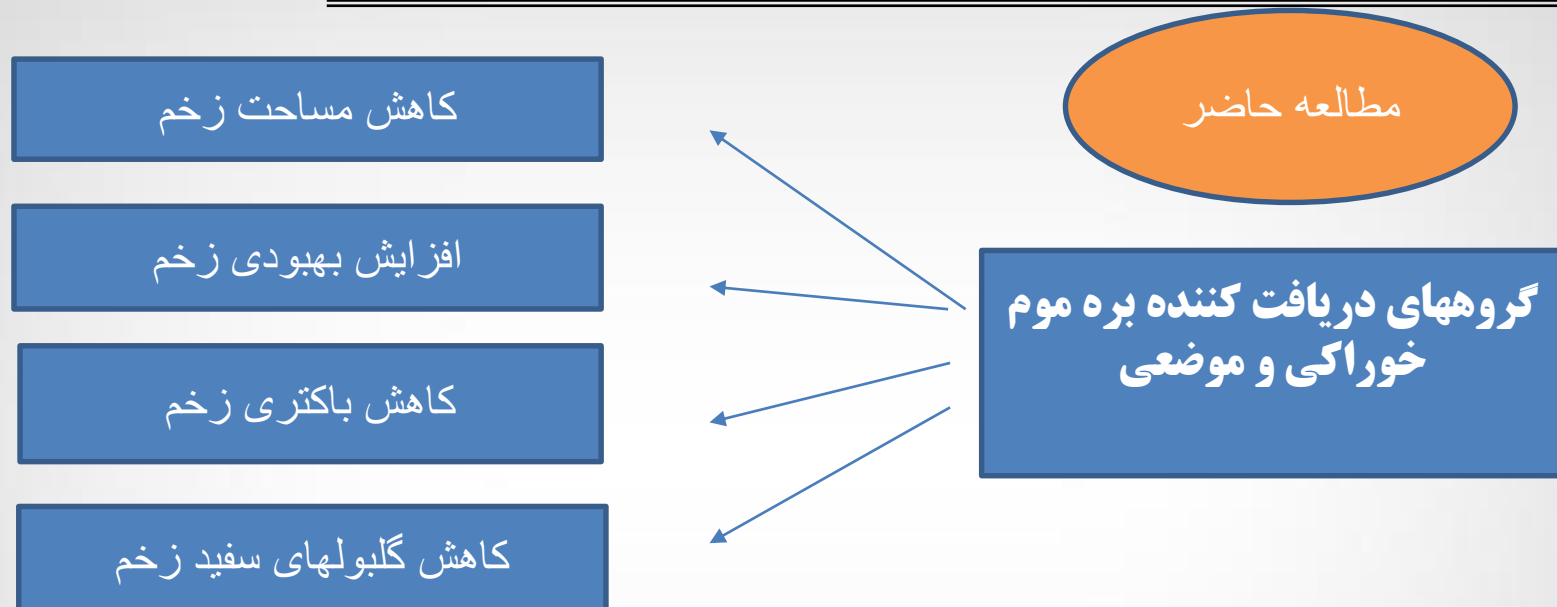 مطالعه حاضر
گروههای دریافت کننده بره موم
خوراکی و موضعی
کاهش مساحت زخم
افزایش بهبودی زخم
کاهش باکتری زخم
کاهش گلبولهای سفید زخم